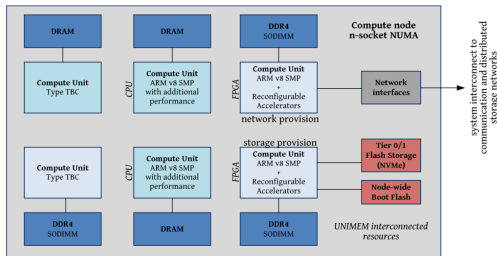 DRAM
DRAM
DDR4
SODIMM
Compute node
n-socket NUMA
Compute Unit
Type TBC
CPU
Compute Unit
ARM v8 SMP
with additional
performance
FPGA
Compute Unit
ARM v8 SMP
+
Reconfigurable
Accelerators
Network
interfaces
network provision
system interconnect to
communication and distributed
storage networks
storage provision
Compute Unit
Type TBC
CPU
Compute Unit
ARM v8 SMP
with additional
performance
FPGA
Compute Unit
ARM v8 SMP
+
Reconfigurable
Accelerators
Tier 0/1
Flash Storage
(NVMe)
Node-wide
Boot Flash
DDR4
SODIMM
DRAM
DDR4
SODIMM
UNIMEM interconnected
resources